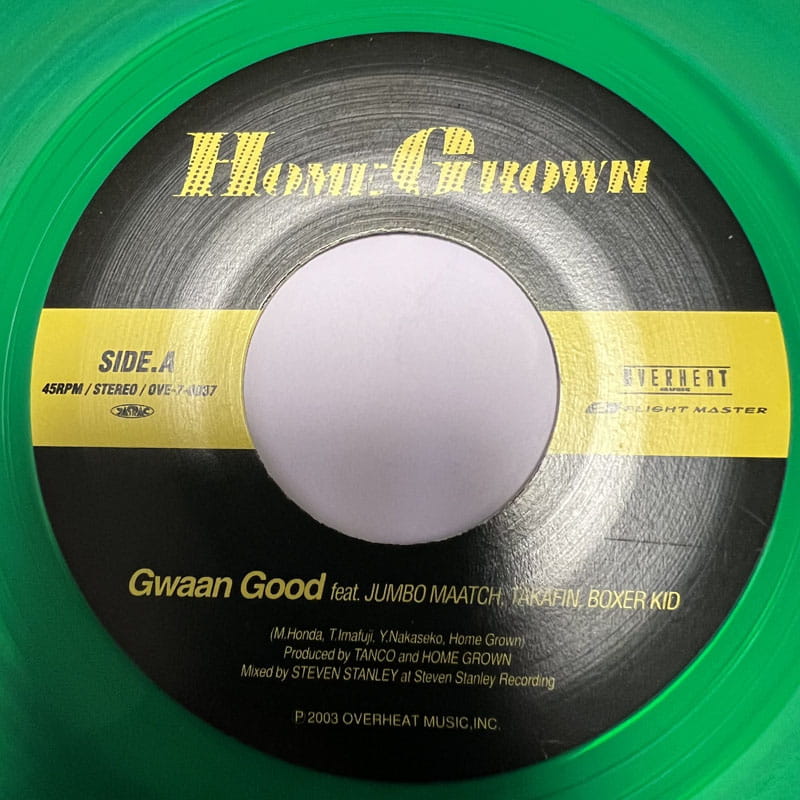 HOME GROWN
SIDE.A
45RPM / STEREO / OVE-7-0037
JASRAC
OVERHEAT
FLIGHT MASTER
Gwaan Good feat. JUMBO MAATCH, TAKAFIN, BOXER KID
(M.Honda, T.Imafuji, Y.Nakaseko, Home Grown)
Produced by TANCO and HOME GROWN
Mixed by STEVEN STANLEY at Steven Stanley Recording
P 2003 OVERHEAT MUSIC,INC.